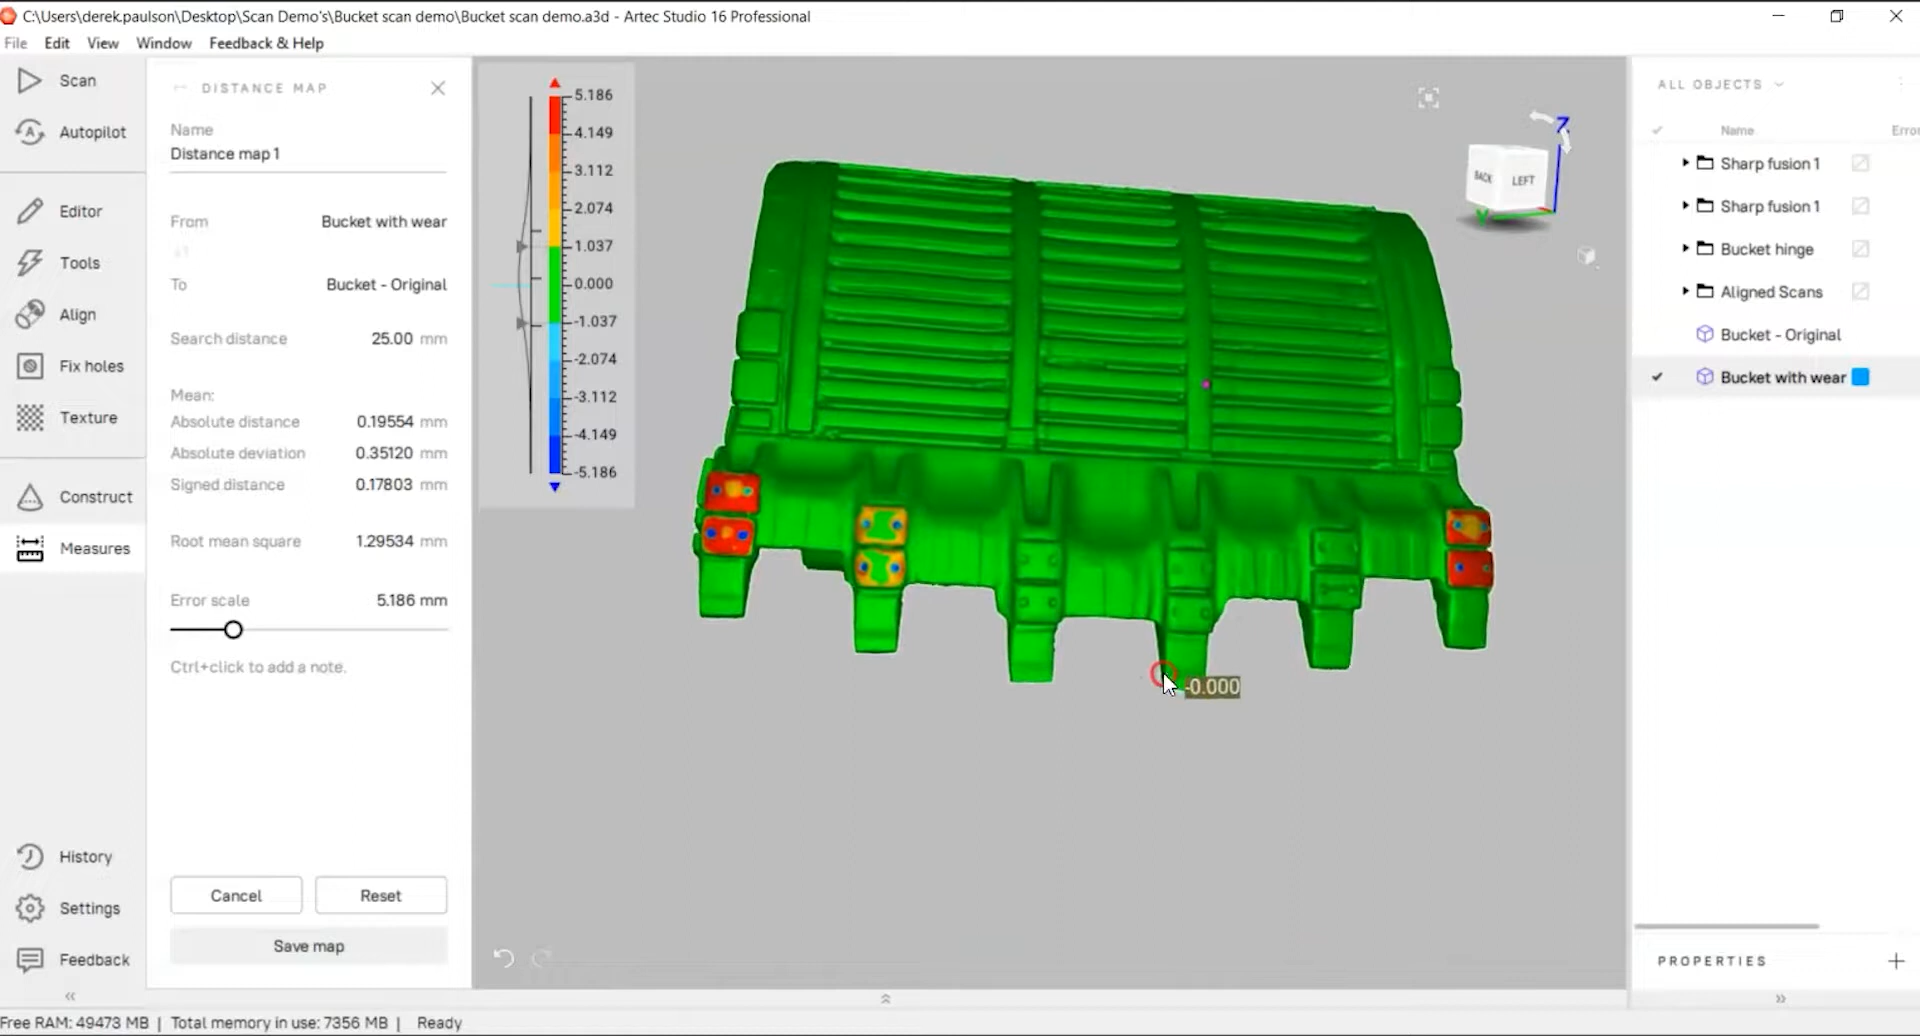 C:\Users\derek.paulson\Desktop\Scan Demo's\Bucket scan demo\Bucket scan demo.a3d - Artec Studio 16 Professional
File Edit View Window Feedback & Help
Scan
Autopilot
Editor
Tools
Align
Fix holes
Texture
Construct
Measures
History
Settings
Feedback
DISTANCE MAP
Name
Distance map 1
From Bucket with wear
To Bucket - Original
Search distance 25.00 mm
Mean:
Absolute distance 0.19554 mm
Absolute deviation 0.35120 mm
Signed distance 0.17803 mm
Root mean square 1.29534 mm
Error scale 5.186 mm
Ctrl+click to add a note.
Cancel Reset
Save map
5.186
4.149
3.112
2.074
1.037
0.000
-1.037
-2.074
-3.112
-4.149
-5.186
Z
BACK LEFT
Y
-0.000
ALL OBJECTS
Name Error
Sharp fusion 1
Sharp fusion 1
Bucket hinge
Aligned Scans
Bucket - Original
Bucket with wear
PROPERTIES
Free RAM: 49473 MB | Total memory in use: 7356 MB | Ready